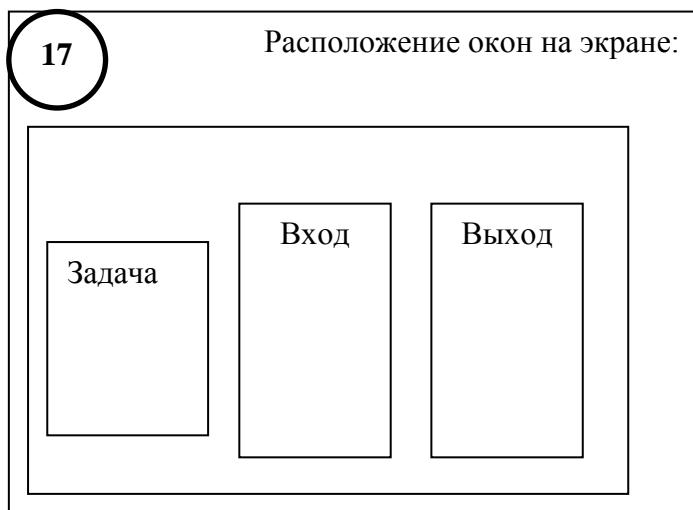 17
Расположение окон на экране:
Вход
Выход
Задача